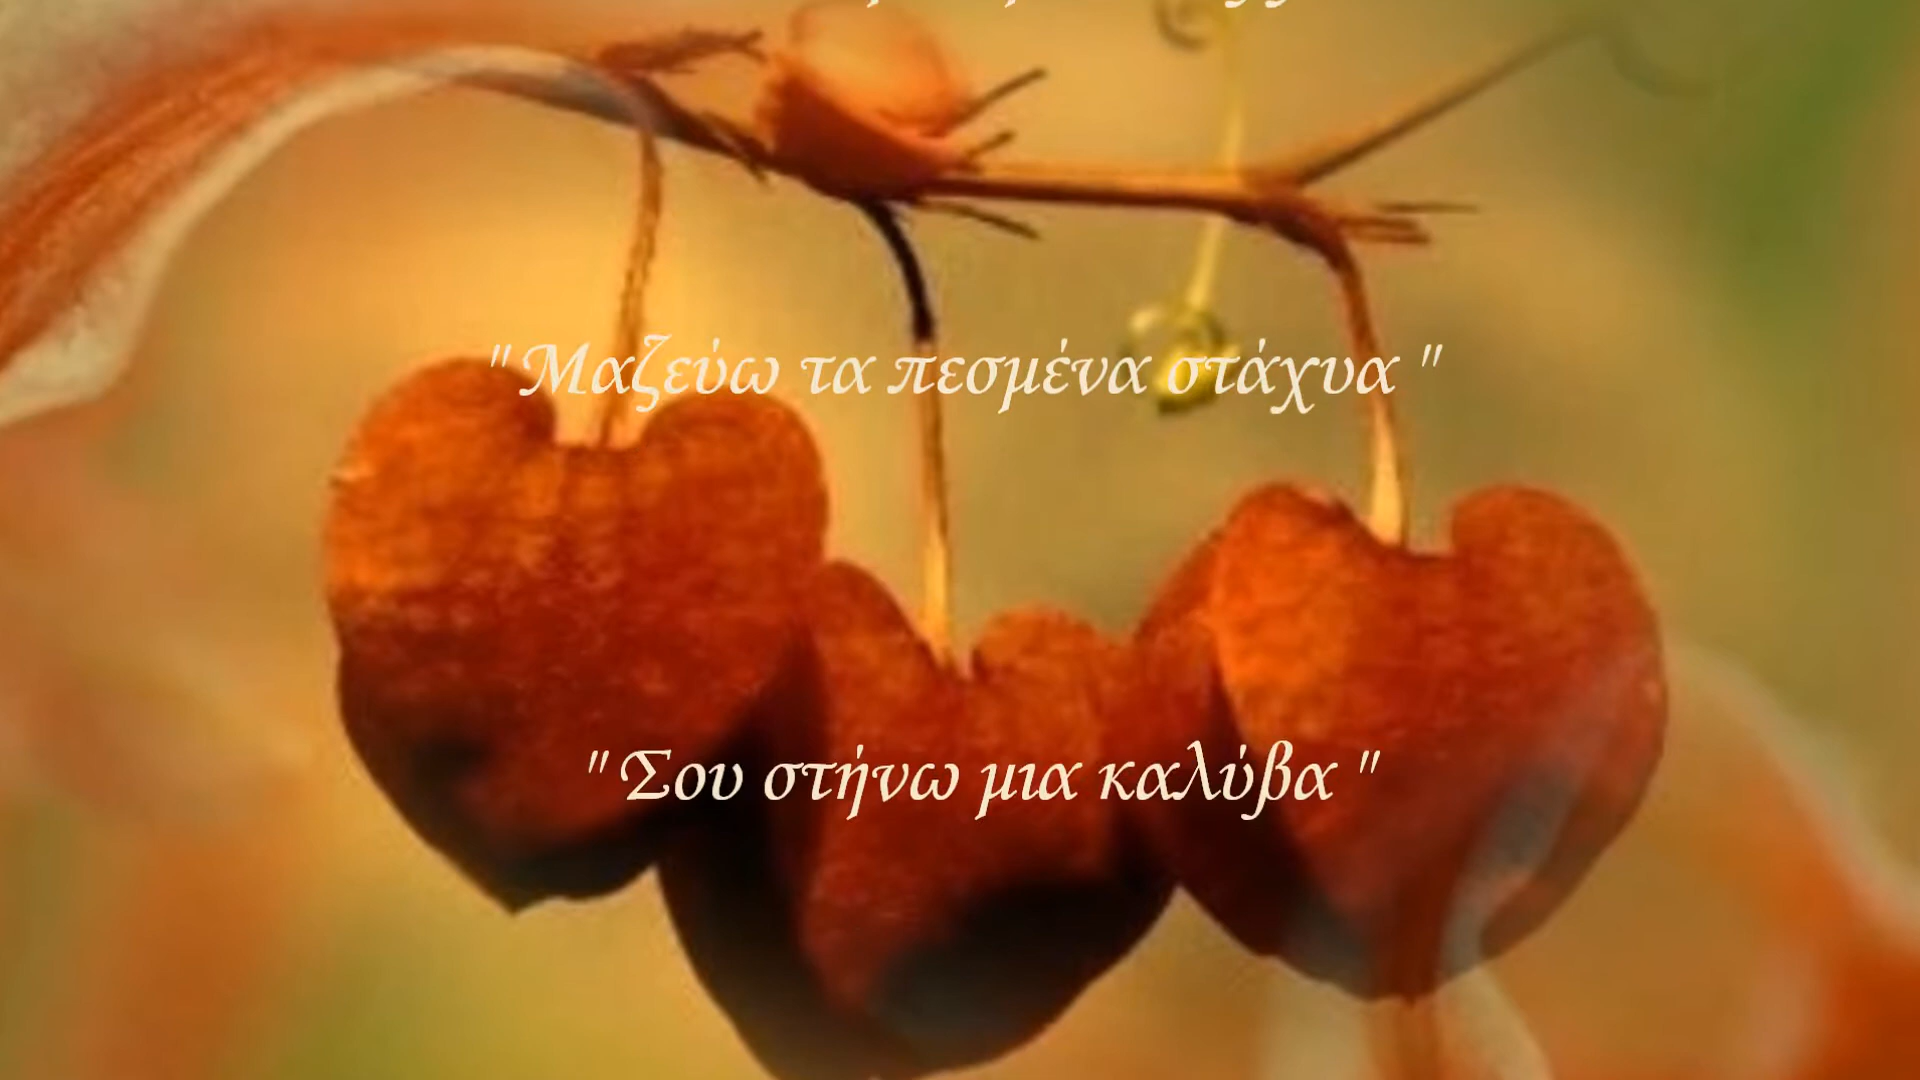 "Μαζεύω τα πεσμένα στάχυα "
"Σου στήνω μια καλύβα "